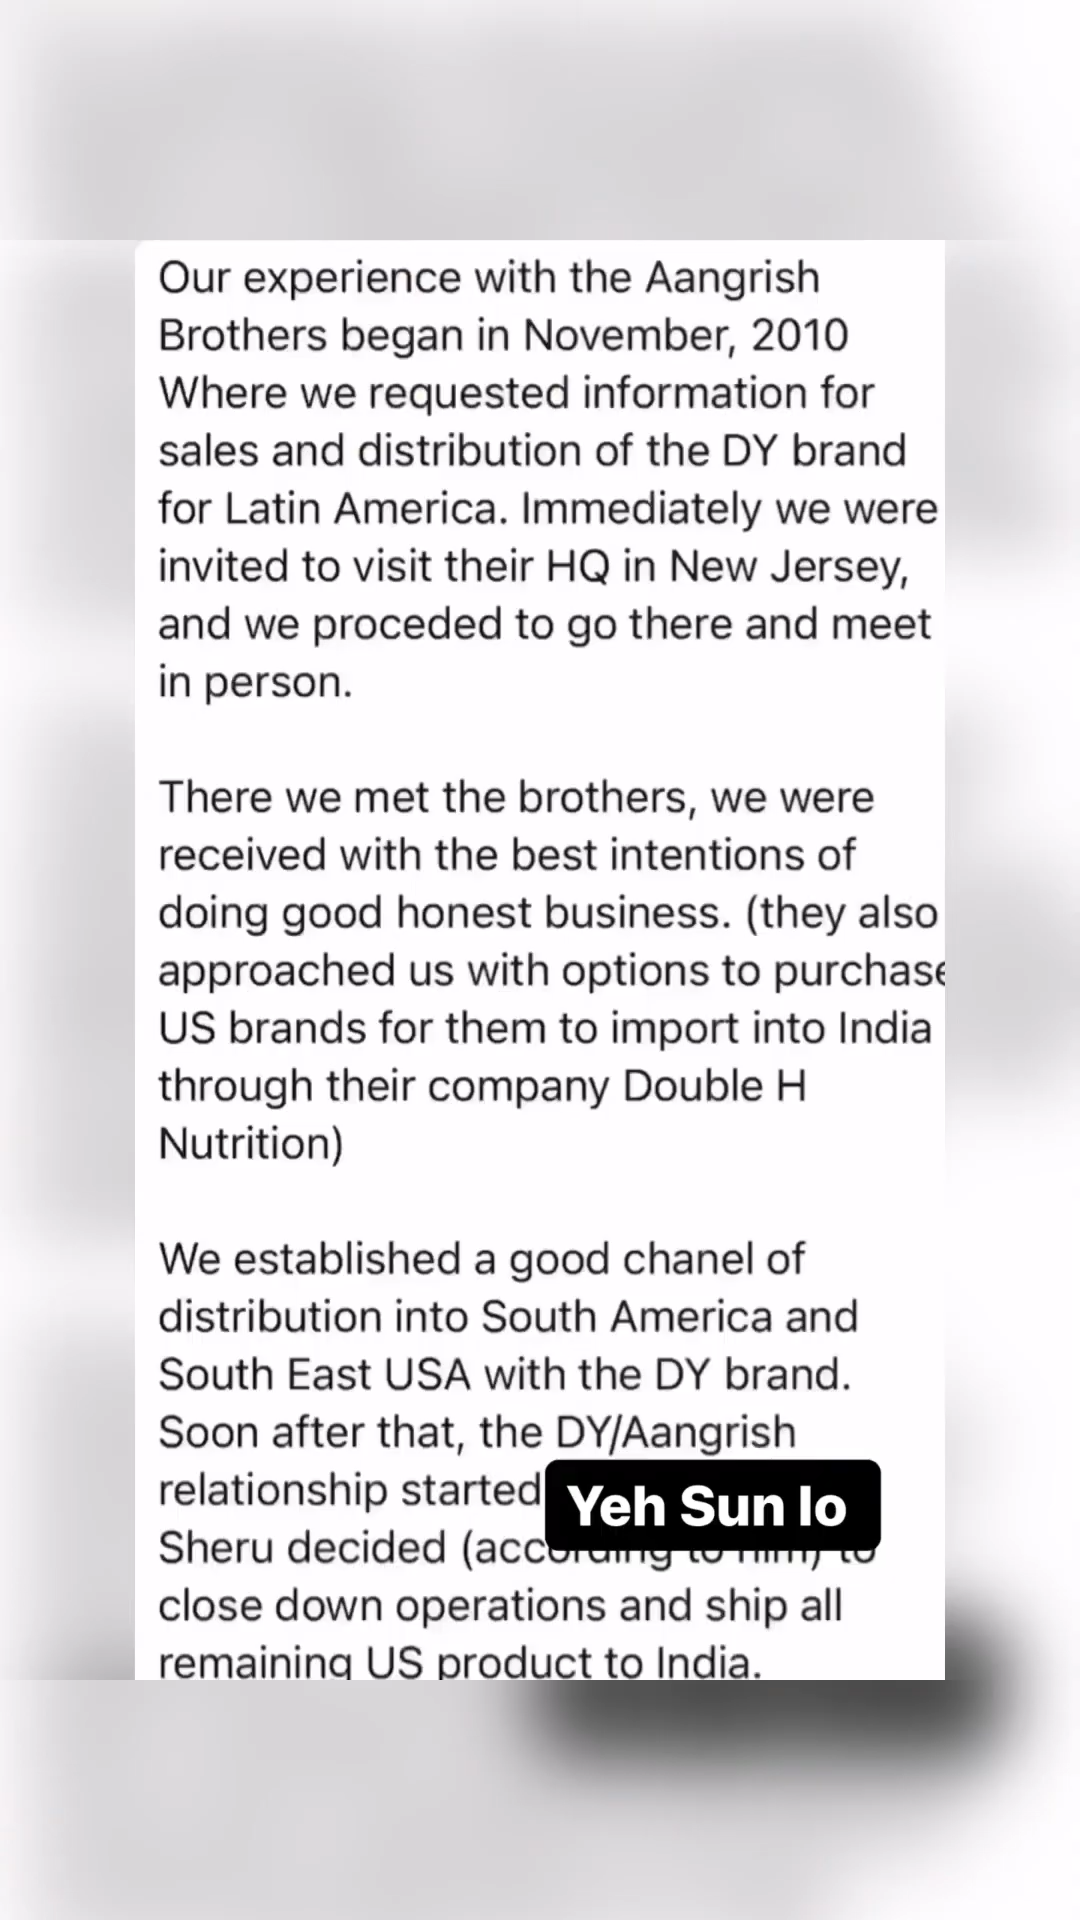 Our experience with the Aangrish
Brothers began in November, 2010
Where we requested information for
sales and distribution of the DY brand
for Latin America. Immediately we were
invited to visit their HQ in New Jersey,
and we proceded to go there and meet
in person.
There we met the brothers, we were
received with the best intentions of
doing good honest business. (they also
approached us with options to purchase
US brands for them to import into India
through their company Double H
Nutrition)
We established a good chanel of
distribution into South America and
South East USA with the DY brand.
Soon after that, the DY/Aangrish
relationship started
Yeh Sun lo
Sheru decided (according to him) to
close down operations and ship all
remaining US product to India.